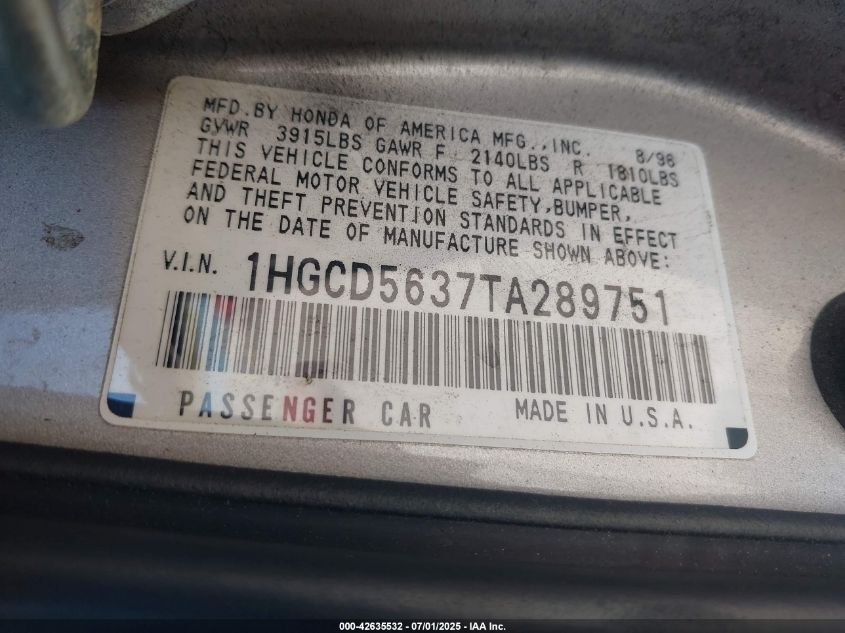 MFD. BY HONDA OF AMERICA MFG., INC. 8/96
GVWR 3915LBS GAWR F 2140LBS R 1810LBS
THIS VEHICLE CONFORMS TO ALL APPLICABLE
FEDERAL MOTOR VEHICLE SAFETY, BUMPER,
AND THEFT PREVENTION STANDARDS IN EFFECT
ON THE DATE OF MANUFACTURE SHOWN ABOVE:
V.I.N. 1HGCD5637TA289751
PASSENGER CAR MADE IN U.S.A.
000-42635532 - 07/01/2025 - IAA Inc.